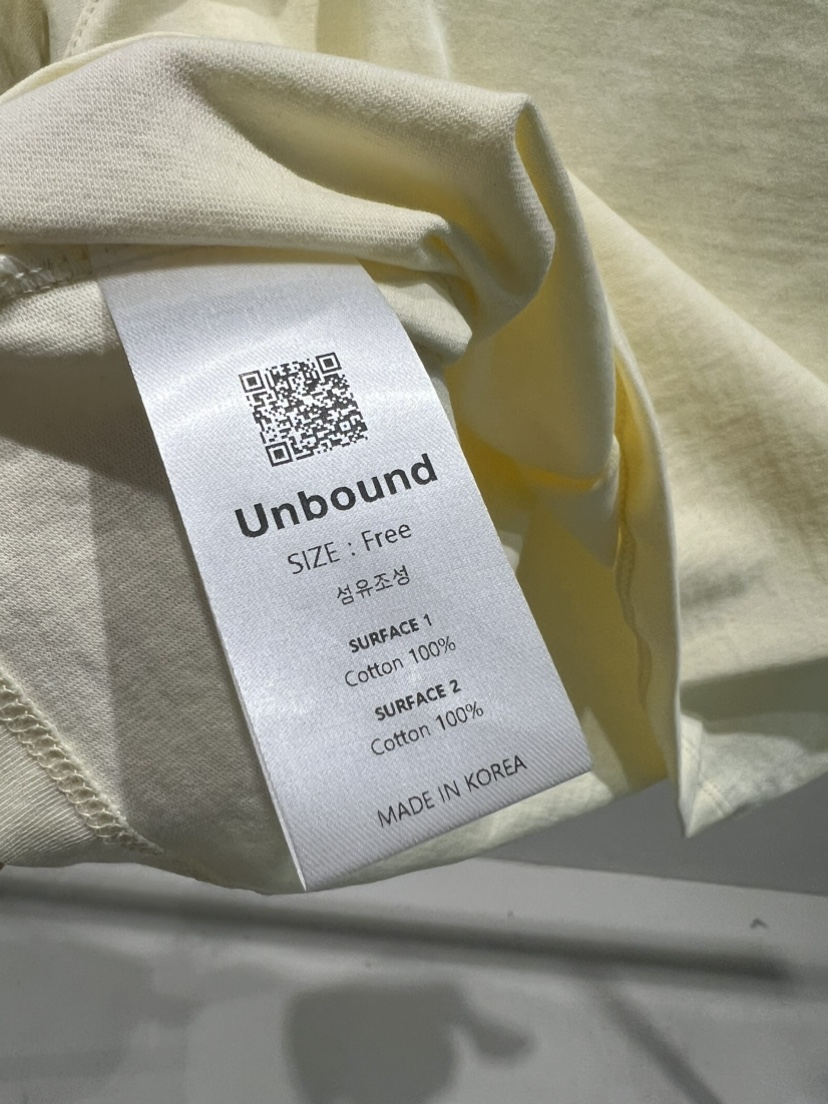 Unbound
SIZE : Free
섬유조성
SURFACE 1
Cotton 100%
SURFACE 2
Cotton 100%
MADE IN KOREA